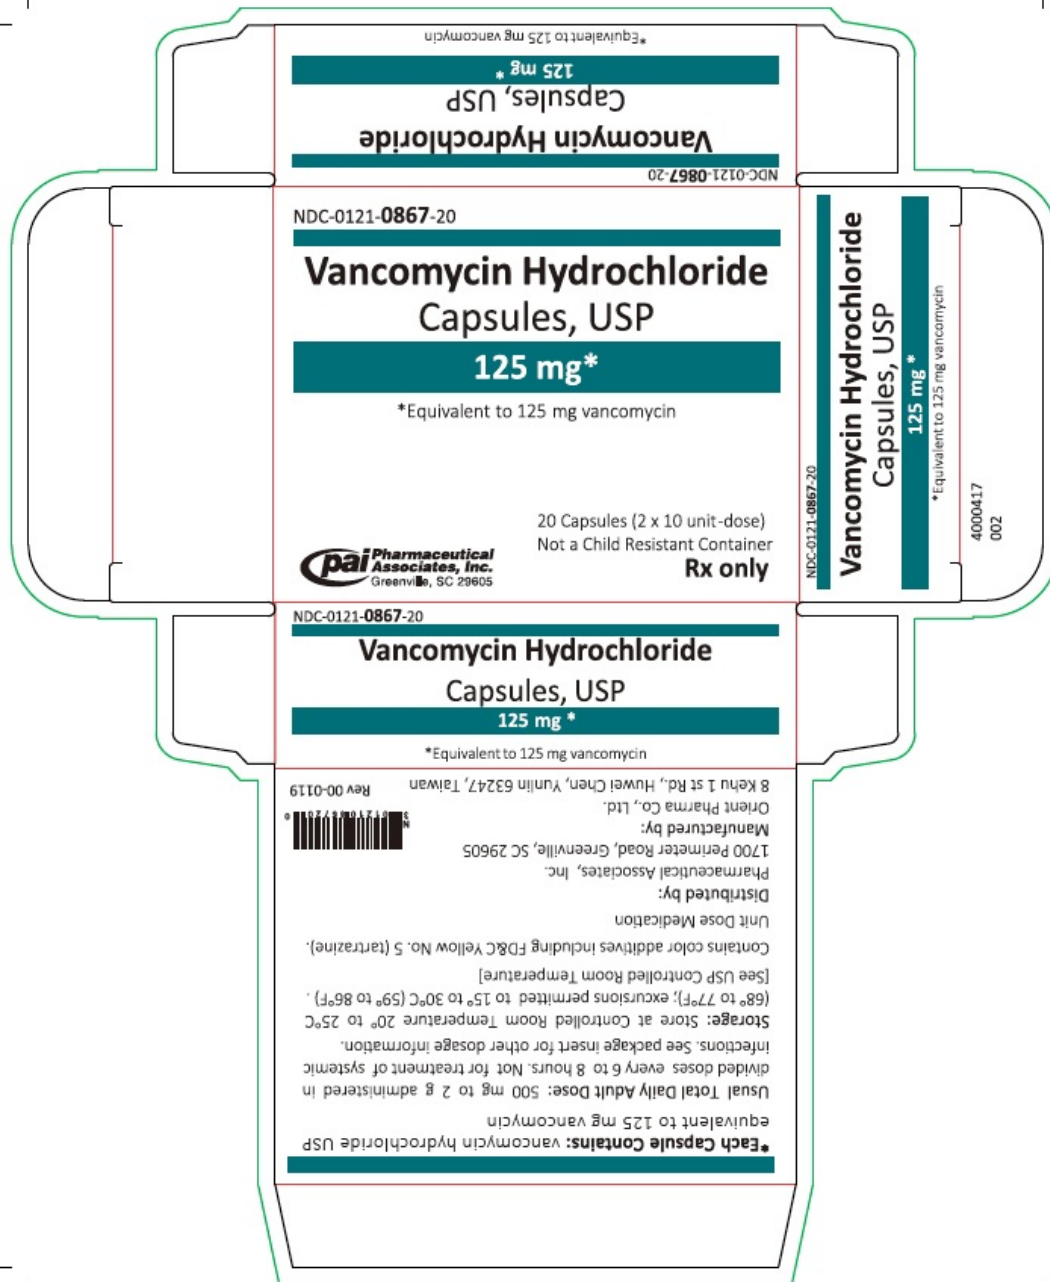 *Equivalent to 125 mg vancomycin
125 mg *
Capsules, USP
Vancomycin Hydrochloride
NDC-0121-0867-20
NDC-0121-0867-20
Vancomycin Hydrochloride
Capsules, USP
125 mg*
*Equivalent to 125 mg vancomycin
20 Capsules (2 x 10 unit-dose)
Not a Child Resistant Container
Rx only
pai Pharmaceutical
Associates, Inc.
Greenville, SC 29605
NDC-0121-0867-20
Vancomycin Hydrochloride
Capsules, USP
125 mg *
*Equivalent to 125 mg vancomycin
4000417
002
NDC-0121-0867-20
Vancomycin Hydrochloride
Capsules, USP
125 mg *
*Equivalent to 125 mg vancomycin
*Each Capsule Contains: vancomycin hydrochloride USP
equivalent to 125 mg vancomycin
Usual Total Daily Adult Dose: 500 mg to 2 g administered in
divided doses every 6 to 8 hours. Not for treatment of systemic
infections. See package insert for other dosage information.
Storage: Store at Controlled Room Temperature 20° to 25°C
(68° to 77°F); excursions permitted to 15° to 30°C (59° to 86°F) .
[See USP Controlled Room Temperature]
Contains color additives including FD&C Yellow No. 5 (tartrazine).
Unit Dose Medication
Distributed by:
Pharmaceutical Associates, Inc.
1700 Perimeter Road, Greenville, SC 29605
Manufactured by:
Orient Pharma Co., Ltd.
8 Kehu 1 st Rd., Huwei Chen, Yunlin 63247, Taiwan
Rev 00-0119